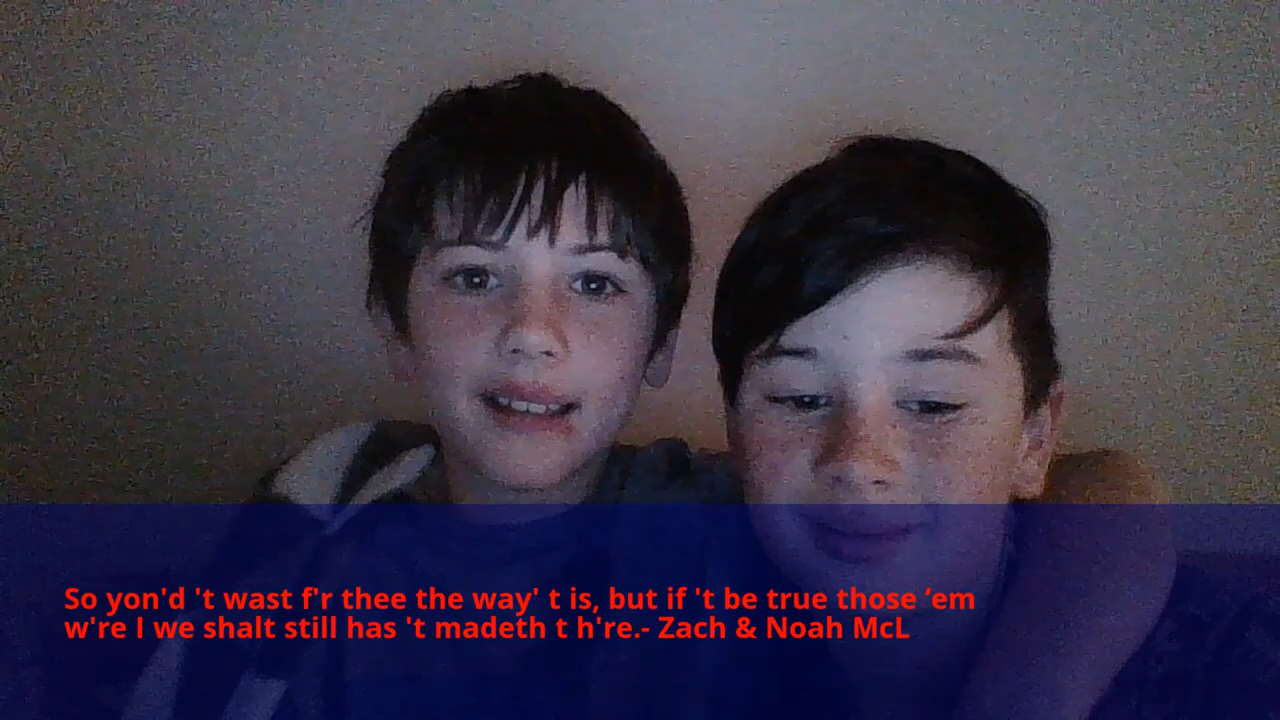 So yon'd 't wast f'r thee the way' t is, but if 't be true those ‘em
w're I we shalt still has 't madeth t h're.- Zach & Noah McL